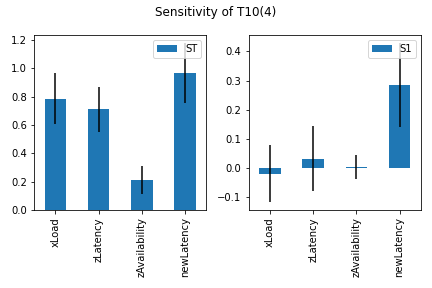 Sensitivity of T10(4)
ST
1.2
1.0
0.8
0.6
0.4
0.2
0.0
xLoad
zLatency
zAvailability
newLatency
S1
0.4
0.3
0.2
0.1
0.0
−0.1
xLoad
zLatency
zAvailability
newLatency